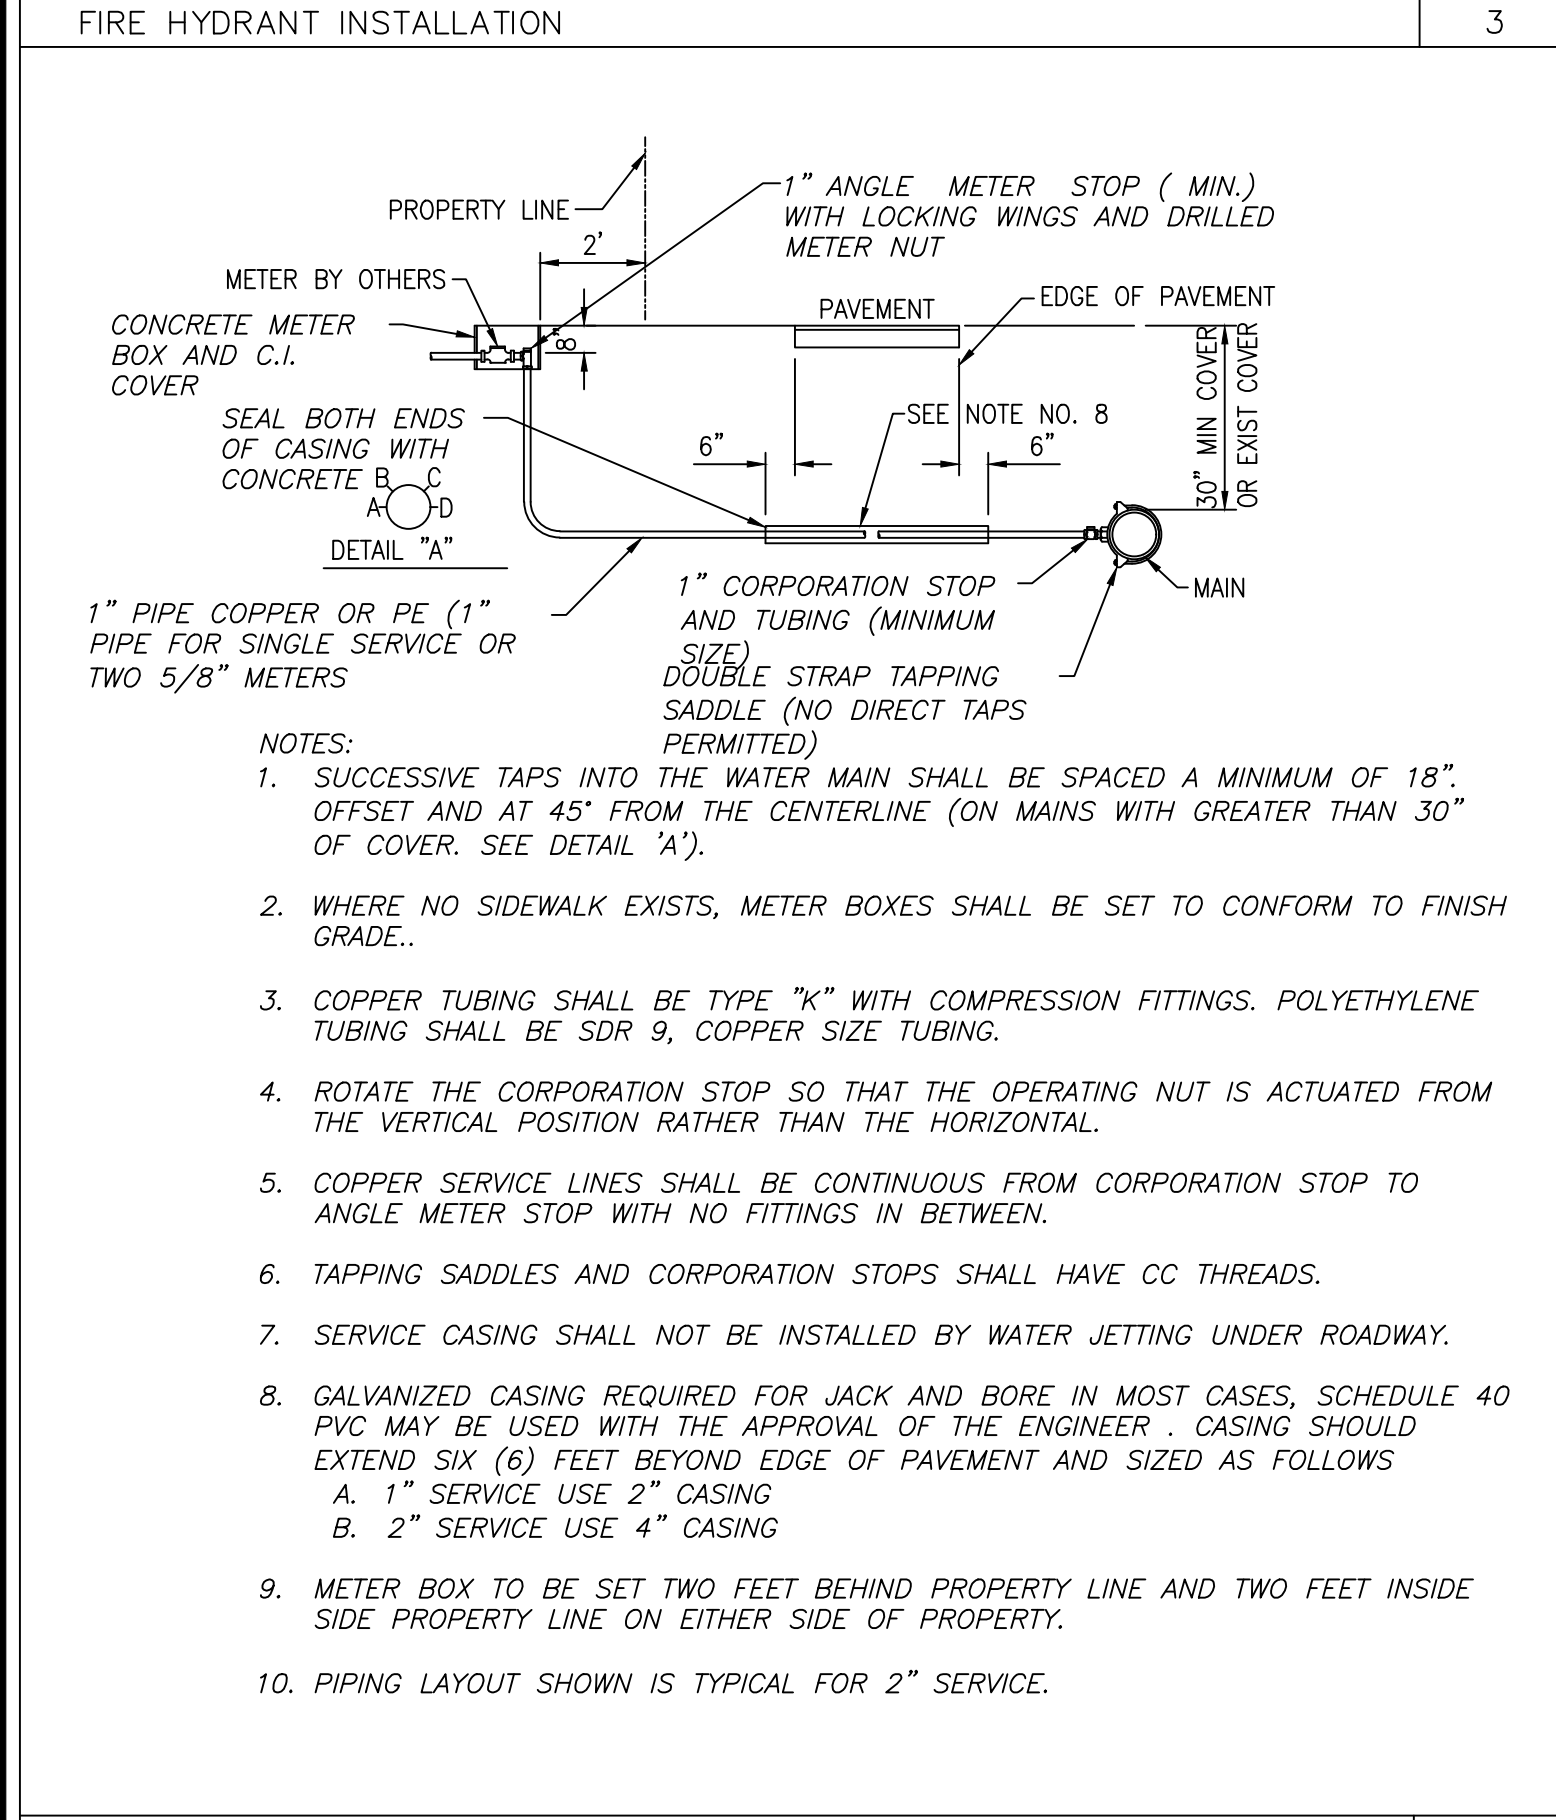 FIRE HYDRANT INSTALLATION
3
PROPERTY LINE
1" ANGLE METER STOP ( MIN.)
WITH LOCKING WINGS AND DRILLED
METER NUT
2'
METER BY OTHERS
EDGE OF PAVEMENT
PAVEMENT
CONCRETE METER
BOX AND C.I.
COVER
8"
30" MIN COVER
OR EXIST COVER
SEAL BOTH ENDS
OF CASING WITH
CONCRETE
SEE NOTE NO. 8
6"
6"
B
C
A
D
DETAIL "A"
1" CORPORATION STOP
AND TUBING (MINIMUM
SIZE)
MAIN
1" PIPE COPPER OR PE (1"
PIPE FOR SINGLE SERVICE OR
TWO 5/8" METERS
DOUBLE STRAP TAPPING
SADDLE (NO DIRECT TAPS
PERMITTED)
NOTES:
1. SUCCESSIVE TAPS INTO THE WATER MAIN SHALL BE SPACED A MINIMUM OF 18".
OFFSET AND AT 45° FROM THE CENTERLINE (ON MAINS WITH GREATER THAN 30"
OF COVER. SEE DETAIL 'A').
2. WHERE NO SIDEWALK EXISTS, METER BOXES SHALL BE SET TO CONFORM TO FINISH
GRADE..
3. COPPER TUBING SHALL BE TYPE "K" WITH COMPRESSION FITTINGS. POLYETHYLENE
TUBING SHALL BE SDR 9, COPPER SIZE TUBING.
4. ROTATE THE CORPORATION STOP SO THAT THE OPERATING NUT IS ACTUATED FROM
THE VERTICAL POSITION RATHER THAN THE HORIZONTAL.
5. COPPER SERVICE LINES SHALL BE CONTINUOUS FROM CORPORATION STOP TO
ANGLE METER STOP WITH NO FITTINGS IN BETWEEN.
6. TAPPING SADDLES AND CORPORATION STOPS SHALL HAVE CC THREADS.
7. SERVICE CASING SHALL NOT BE INSTALLED BY WATER JETTING UNDER ROADWAY.
8. GALVANIZED CASING REQUIRED FOR JACK AND BORE IN MOST CASES, SCHEDULE 40
PVC MAY BE USED WITH THE APPROVAL OF THE ENGINEER . CASING SHOULD
EXTEND SIX (6) FEET BEYOND EDGE OF PAVEMENT AND SIZED AS FOLLOWS
A. 1" SERVICE USE 2" CASING
B. 2" SERVICE USE 4" CASING
9. METER BOX TO BE SET TWO FEET BEHIND PROPERTY LINE AND TWO FEET INSIDE
SIDE PROPERTY LINE ON EITHER SIDE OF PROPERTY.
10. PIPING LAYOUT SHOWN IS TYPICAL FOR 2" SERVICE.